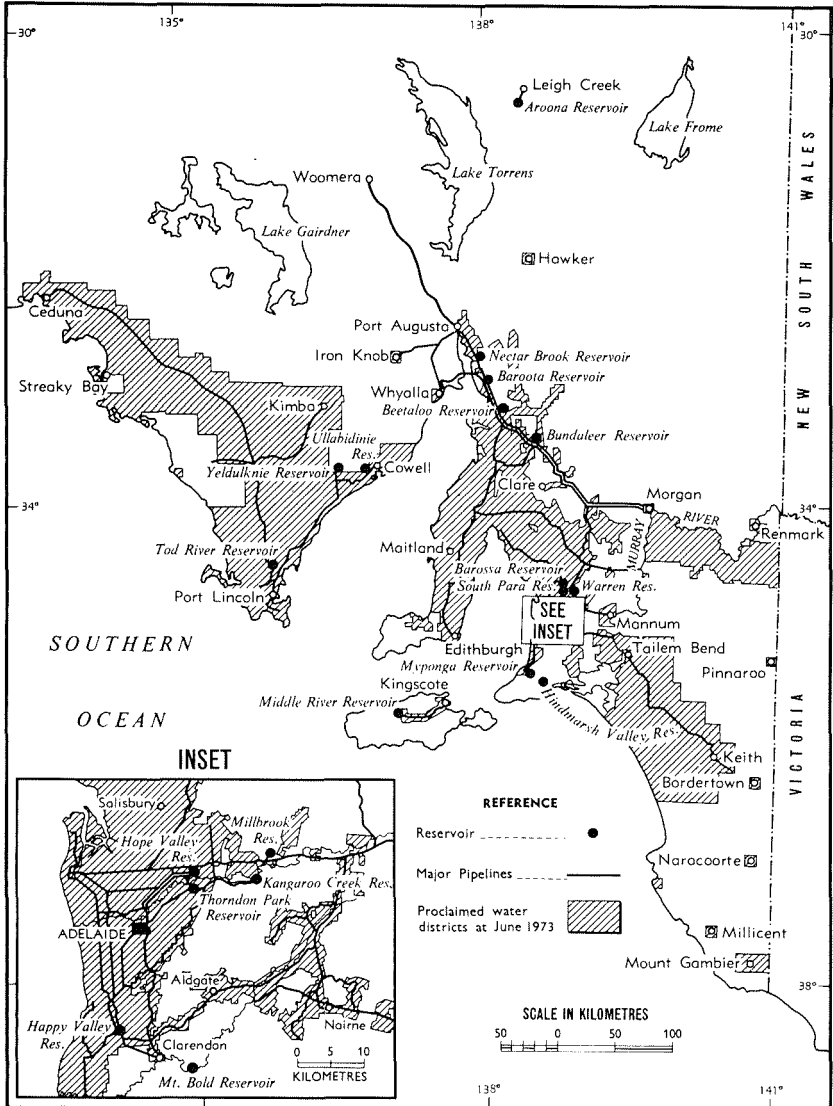 135°
138°
141°
30°
30°
Leigh Creek
Aroona Reservoir
Lake Frome
Lake Torrens
Woomera
Lake Gairdner
Hawker
NEW SOUTH WALES
Ceduna
Port Augusta
Iron Knob
Nectar Brook Reservoir
Streaky Bay
Baroota Reservoir
Whyalla
Kimba
Beetaloo Reservoir
Ullabidinie
Res.
Bunduleer Reservoir
Yeldulknie Reservoir
Cowell
Clare
34°
Morgan
34°
RIVER
MURRAY
Renmark
Maitland
Tod River Reservoir
Barossa Reservoir
South Para Res.
Warren Res.
Port Lincoln
SEE
INSET
Mannum
SOUTHERN
Edithburgh
Tailem Bend
Myponga Reservoir
Pinnaroo
Kingscote
OCEAN
Middle River Reservoir
Hindmarsh Valley Res.
VICTORIA
Keith
Bordertown
INSET
Salisbury
Millbrook
Res.
Hope Valley
Res.
Kangaroo Creek Res.
Thorndon Park
Reservoir
ADELAIDE
Aldgate
Happy Valley
Res.
Clarendon
Nairne
0 10
KILOMETRES
Mt. Bold Reservoir
REFERENCE
Reservoir
Major Pipelines
Proclaimed water
districts at June 1973
Naracoorte
Millicent
Mount Gambier
38°
SCALE IN KILOMETRES
50 0 50 100
138°
141°